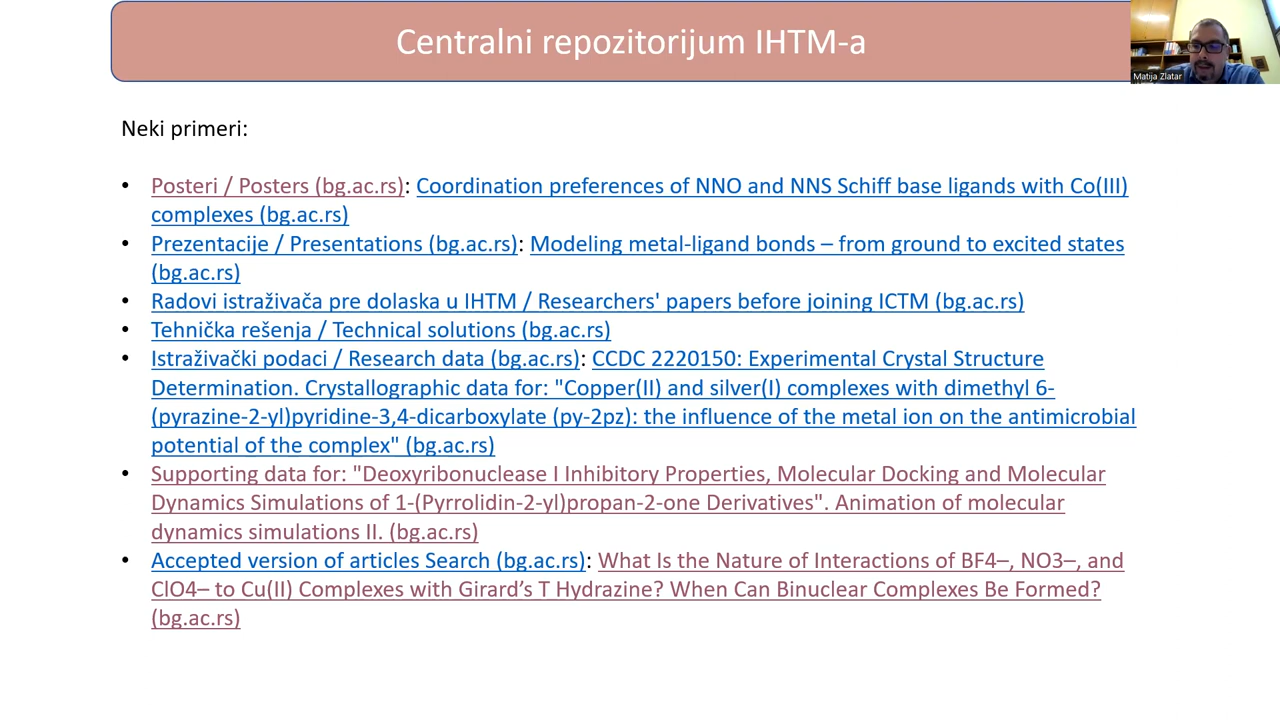 Centralni repozitorijum IHTM-a
Matija Zlatar
Neki primeri:
• Posteri / Posters (bg.ac.rs): Coordination preferences of NNO and NNS Schiff base ligands with Co(III)
complexes (bg.ac.rs)
• Prezentacije / Presentations (bg.ac.rs): Modeling metal-ligand bonds – from ground to excited states
(bg.ac.rs)
• Radovi istraživača pre dolaska u IHTM / Researchers' papers before joining ICTM (bg.ac.rs)
• Tehnička rešenja / Technical solutions (bg.ac.rs)
• Istraživački podaci / Research data (bg.ac.rs): CCDC 2220150: Experimental Crystal Structure
Determination. Crystallographic data for: "Copper(II) and silver(I) complexes with dimethyl 6-
(pyrazine-2-yl)pyridine-3,4-dicarboxylate (py-2pz): the influence of the metal ion on the antimicrobial
potential of the complex" (bg.ac.rs)
• Supporting data for: "Deoxyribonuclease I Inhibitory Properties, Molecular Docking and Molecular
Dynamics Simulations of 1-(Pyrrolidin-2-yl)propan-2-one Derivatives". Animation of molecular
dynamics simulations II. (bg.ac.rs)
• Accepted version of articles Search (bg.ac.rs): What Is the Nature of Interactions of BF4–, NO3–, and
ClO4– to Cu(II) Complexes with Girard’s T Hydrazine? When Can Binuclear Complexes Be Formed?
(bg.ac.rs)